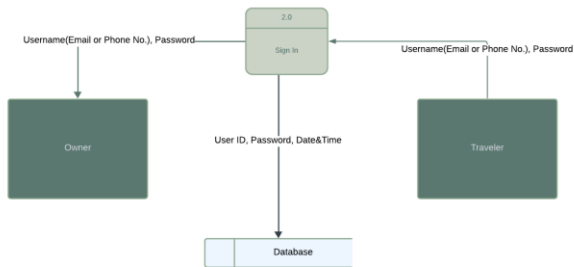 2.0
Sign In
Username(Email or Phone No.), Password
Username(Email or Phone No.), Password
Owner
User ID, Password, Date&Time
Traveler
Database